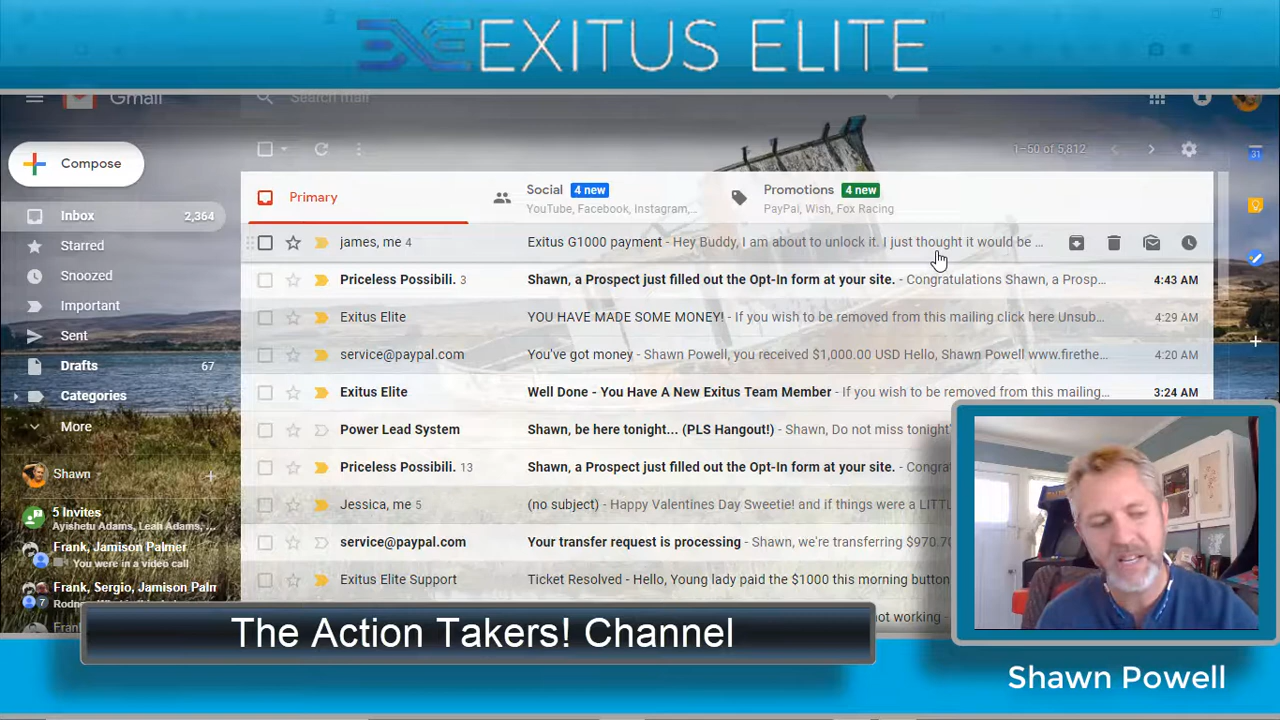 EXITUS ELITE
Gmail
Search mail
Compose
1–50 of 5,812
Primary
Social 4 new
YouTube, Facebook, Instagram,...
Promotions 4 new
PayPal, Wish, Fox Racing
Inbox 2,364
Starred
Snoozed
Important
Sent
Drafts 67
Categories
More
Shawn
5 Invites
Ayishetu Adams, Leah Adams, ...
Frank, Jamison Palmer
You were in a video call
Frank, Sergio, Jamison Palm
7
james, me 4 Exitus G1000 payment - Hey Buddy, I am about to unlock it. I just thought it would be ...
Priceless Possibili. 3 Shawn, a Prospect just filled out the Opt-In form at your site. - Congratulations Shawn, a Prosp... 4:43 AM
Exitus Elite YOU HAVE MADE SOME MONEY! - If you wish to be removed from this mailing click here Unsub... 4:29 AM
service@paypal.com You've got money - Shawn Powell, you received $1,000.00 USD Hello, Shawn Powell www.firethe... 4:20 AM
Exitus Elite Well Done - You Have A New Exitus Team Member - If you wish to be removed from this mailing... 3:24 AM
Power Lead System Shawn, be here tonight... (PLS Hangout!) - Shawn, Do not miss tonight'
Priceless Possibili. 13 Shawn, a Prospect just filled out the Opt-In form at your site. - Congra
Jessica, me 5 (no subject) - Happy Valentines Day Sweetie! and if things were a LITTL
service@paypal.com Your transfer request is processing - Shawn, we're transferring $970.70
Exitus Elite Support Ticket Resolved - Hello, Young lady paid the $1000 this morning button
not working -
31
The Action Takers! Channel
Shawn Powell